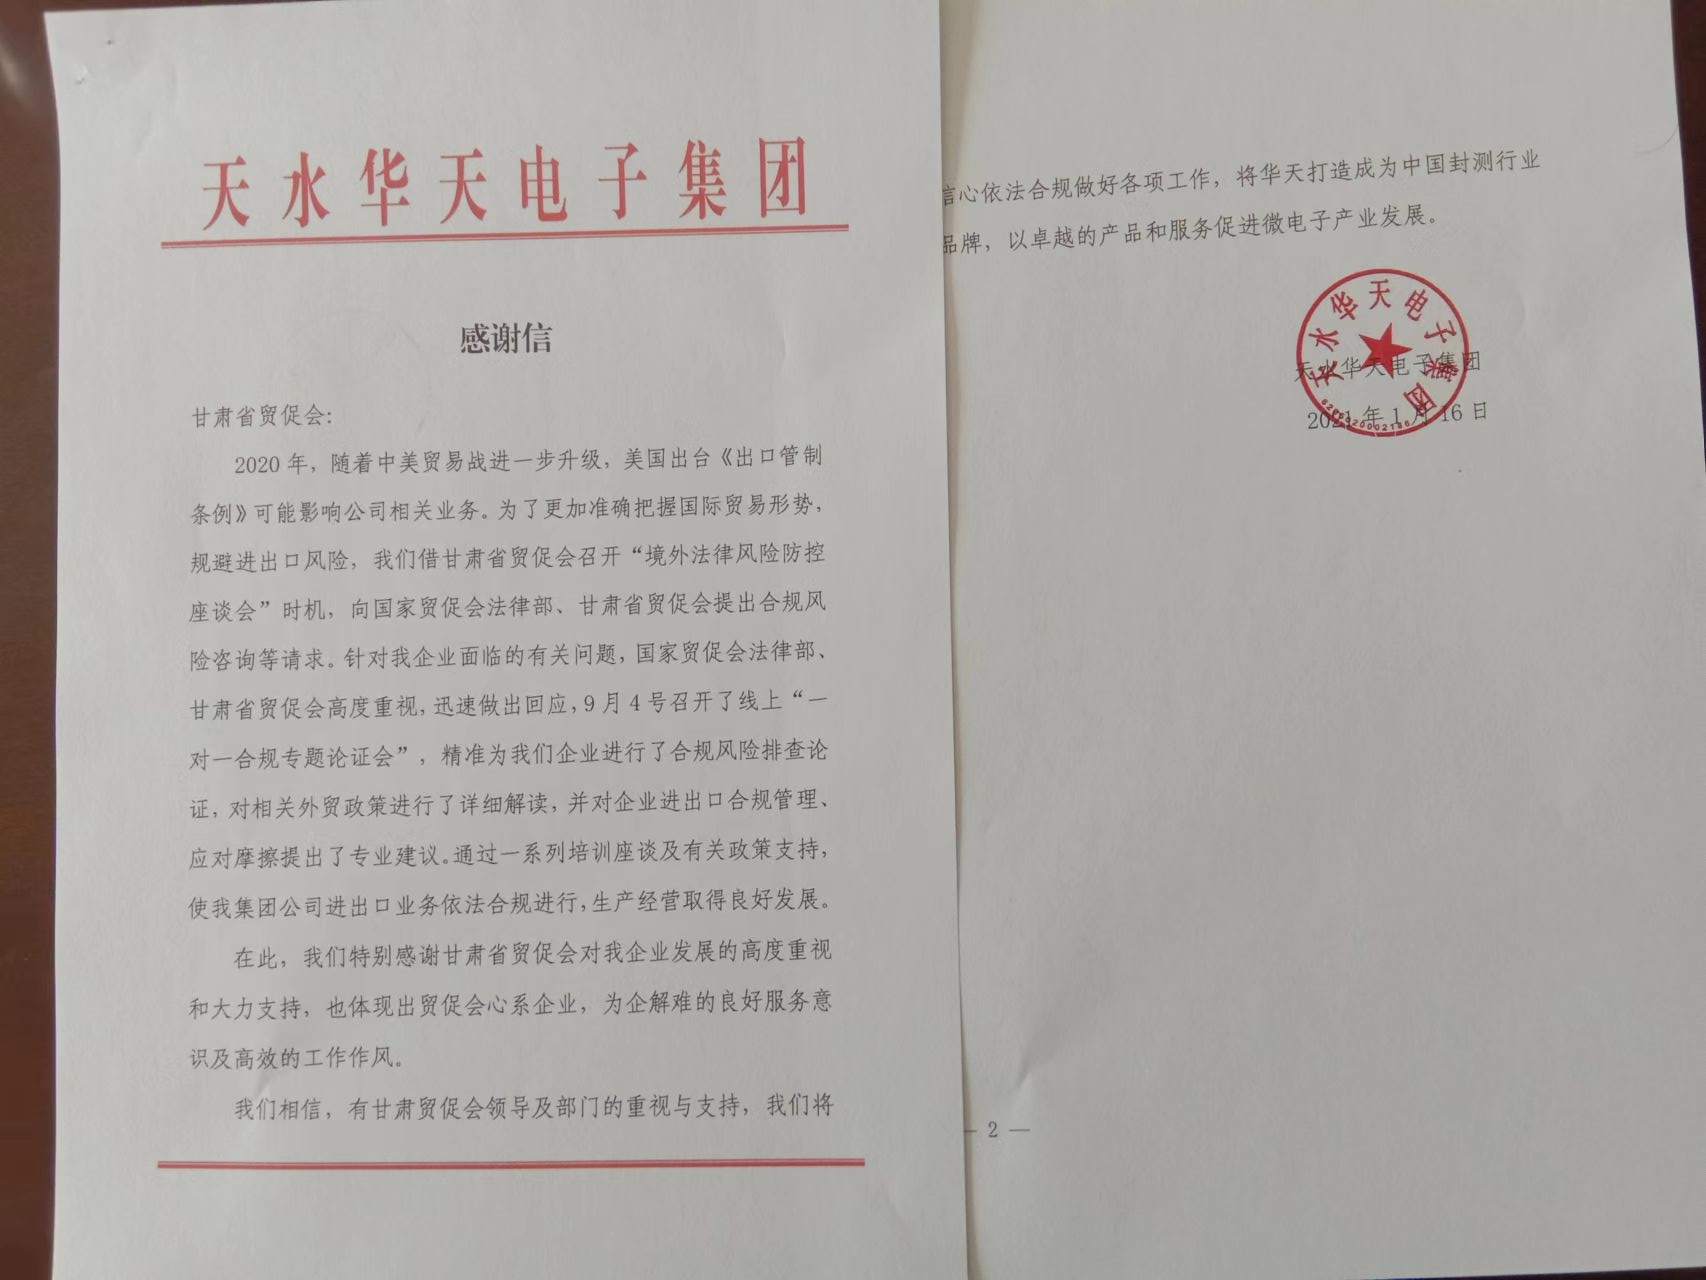 天水华天电子集团
感谢信
甘肃省贸促会：
2020年，随着中美贸易战进一步升级，美国出台《出口管制
条例》可能影响公司相关业务。为了更加准确把握国际贸易形势，
规避进出口风险，我们借甘肃省贸促会召开“境外法律风险防控
座谈会”时机，向国家贸促会法律部、甘肃省贸促会提出合规风
险咨询等请求。针对我企业面临的有关问题，国家贸促会法律部、
甘肃省贸促会高度重视，迅速做出回应，9月4号召开了线上“一
对一合规专题论证会”，精准为我们企业进行了合规风险排查论
证，对相关外贸政策进行了详细解读，并对企业进出口合规管理、
应对摩擦提出了专业建议。通过一系列培训座谈及有关政策支持，
使我集团公司进出口业务依法合规进行，生产经营取得良好发展。
在此，我们特别感谢甘肃省贸促会对我企业发展的高度重视
和大力支持，也体现出贸促会心系企业，为企解难的良好服务意
识及高效的工作作风。
我们相信，有甘肃贸促会领导及部门的重视与支持，我们将
信心依法合规做好各项工作，将华天打造成为中国封测行业
品牌，以卓越的产品和服务促进微电子产业发展。
天水华天电子集团
天水华天电子集团
2021年1月16日
— 2 —